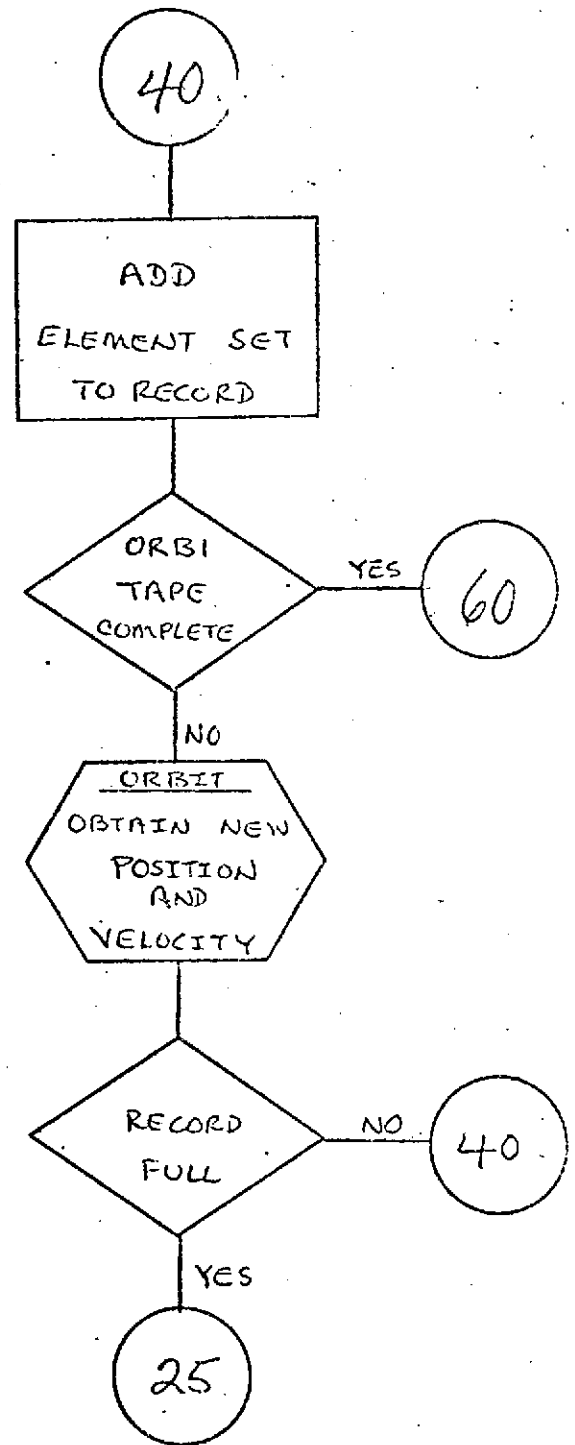 40
ADD
ELEMENT SET
TO RECORD
ORBI
TAPE
COMPLETE
YES
60
NO
ORBIT
OBTAIN NEW
POSITION
AND
VELOCITY
RECORD
FULL
NO
40
YES
25